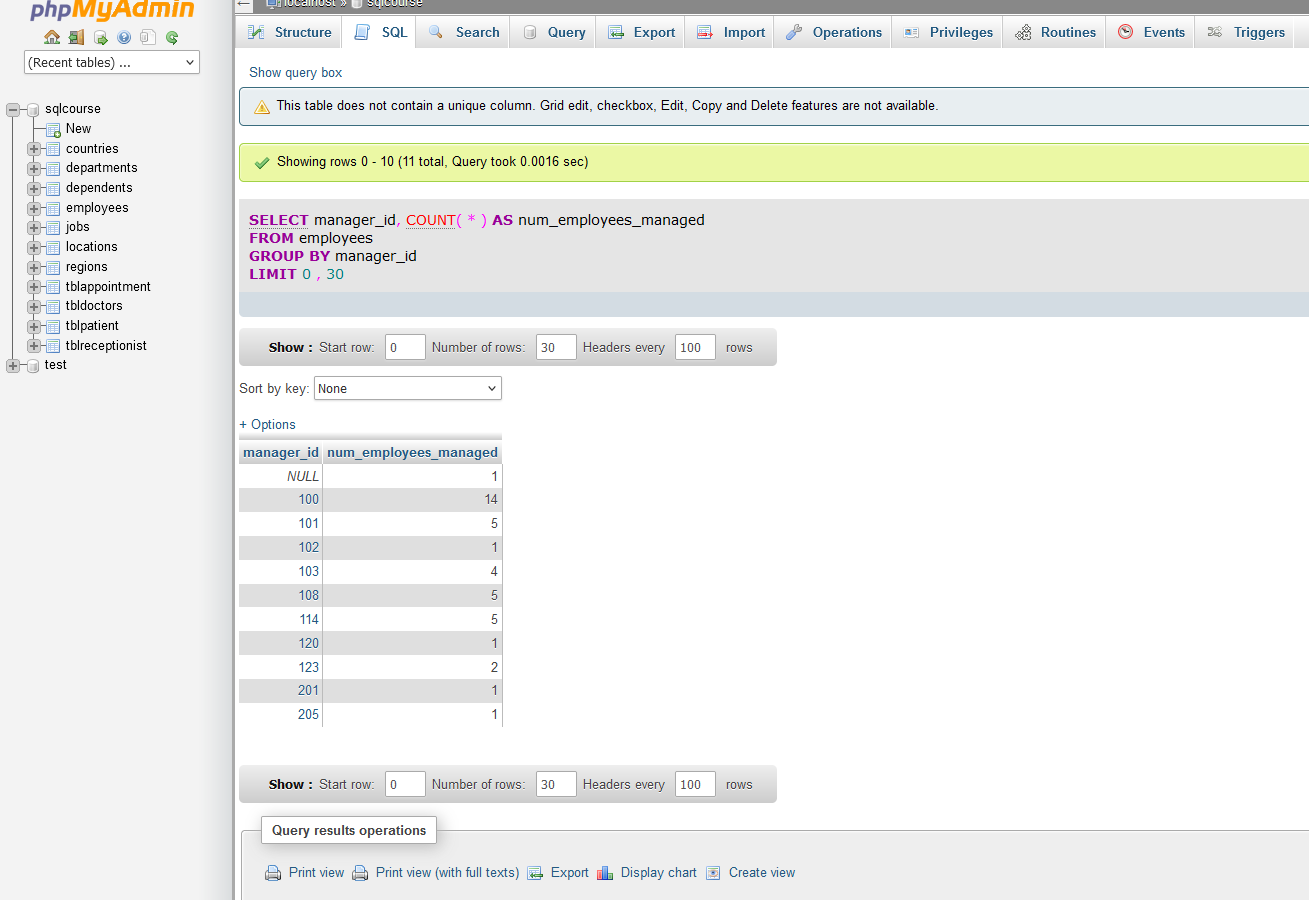 phpMyAdmin
(Recent tables) ...
sqlcourse
New
countries
departments
dependents
employees
jobs
locations
regions
tblappointment
tbldoctors
tblpatient
tblreceptionist
test
localhost » sqlcourse
Structure SQL Search Query Export Import Operations Privileges Routines Events Triggers
Show query box
This table does not contain a unique column. Grid edit, checkbox, Edit, Copy and Delete features are not available.
Showing rows 0 - 10 (11 total, Query took 0.0016 sec)
SELECT manager_id, COUNT( * ) AS num_employees_managed
FROM employees
GROUP BY manager_id
LIMIT 0 , 30
Show : Start row: 0 Number of rows: 30 Headers every 100 rows
Sort by key: None
+ Options
manager_id num_employees_managed
NULL 1
100 14
101 5
102 1
103 4
108 5
114 5
120 1
123 2
201 1
205 1
Show : Start row: 0 Number of rows: 30 Headers every 100 rows
Query results operations
Print view Print view (with full texts) Export Display chart Create view